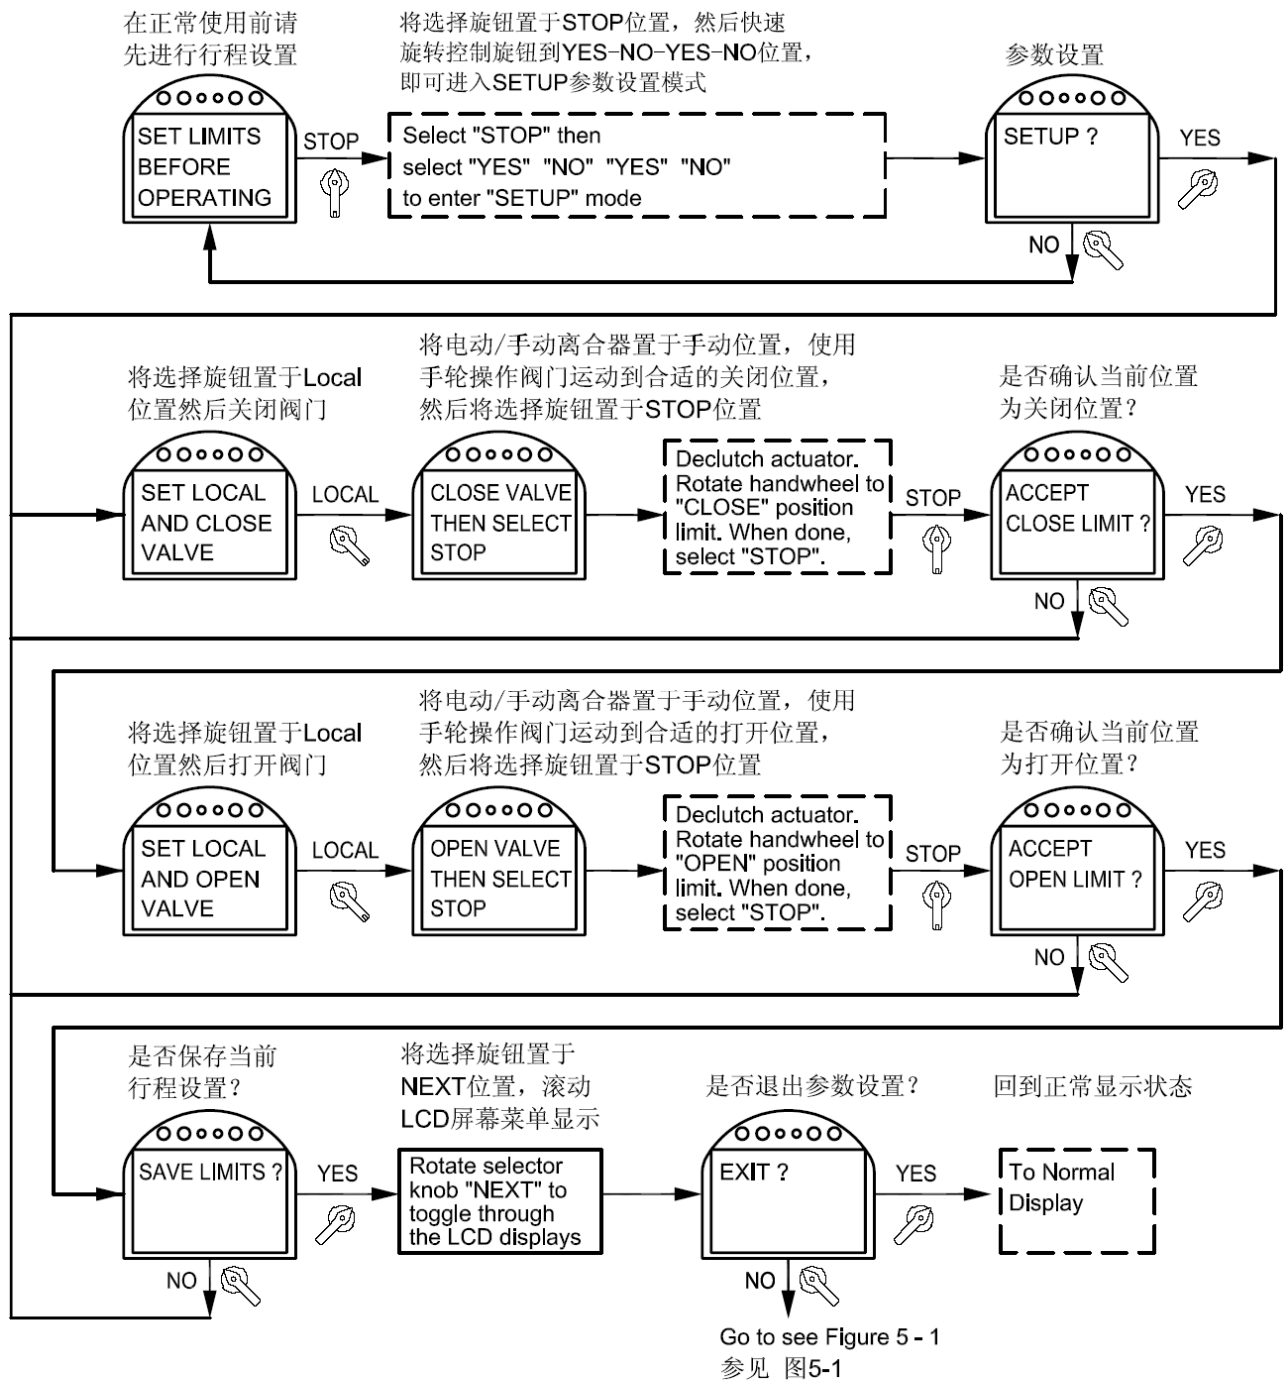 在正常使用前请
先进行行程设置
将选择旋钮置于STOP位置，然后快速
旋转控制旋钮到YES-NO-YES-NO位置，
即可进入SETUP参数设置模式
参数设置
SET LIMITS
BEFORE
OPERATING
STOP
Select "STOP" then
select "YES" "NO" "YES" "NO"
to enter "SETUP" mode
SETUP ?
YES
NO
将选择旋钮置于Local
位置然后关闭阀门
将电动/手动离合器置于手动位置，使用
手轮操作阀门运动到合适的关闭位置，
然后将选择旋钮置于STOP位置
是否确认当前位置
为关闭位置？
SET LOCAL
AND CLOSE
VALVE
LOCAL
CLOSE VALVE
THEN SELECT
STOP
Declutch actuator.
Rotate handwheel to
"CLOSE" position
limit. When done,
select "STOP".
STOP
ACCEPT
CLOSE LIMIT ?
YES
NO
将选择旋钮置于Local
位置然后打开阀门
将电动/手动离合器置于手动位置，使用
手轮操作阀门运动到合适的打开位置，
然后将选择旋钮置于STOP位置
是否确认当前位置
为打开位置？
SET LOCAL
AND OPEN
VALVE
LOCAL
OPEN VALVE
THEN SELECT
STOP
Declutch actuator.
Rotate handwheel to
"OPEN" position
limit. When done,
select "STOP".
STOP
ACCEPT
OPEN LIMIT ?
YES
NO
是否保存当前
行程设置？
将选择旋钮置于
NEXT位置，滚动
LCD屏幕菜单显示
是否退出参数设置？
回到正常显示状态
SAVE LIMITS ?
YES
NO
Rotate selector
knob "NEXT" to
toggle through
the LCD displays
EXIT ?
YES
NO
To Normal
Display
Go to see Figure 5 - 1
参见 图5-1